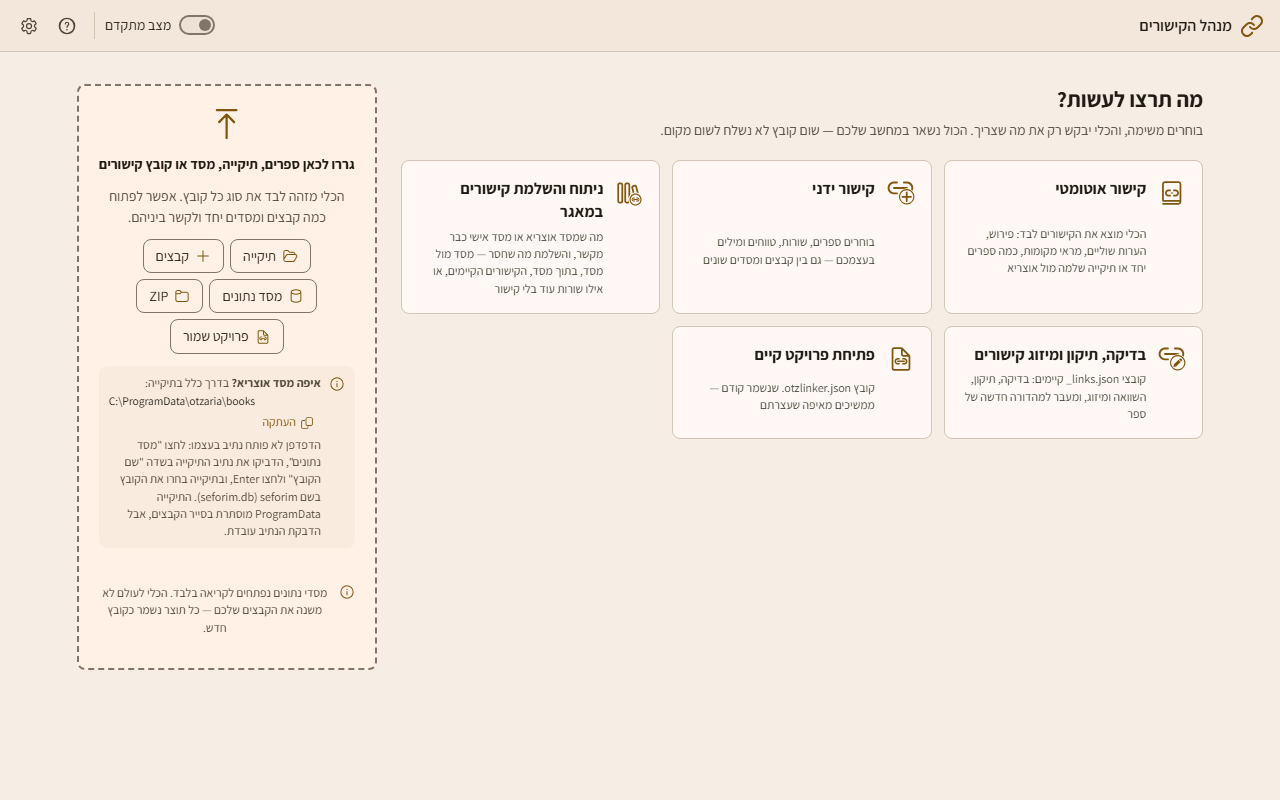 מנהל הקישורים
מצב מתקדם
מה תרצו לעשות?
בוחרים משימה, והכלי יבקש רק את מה שצריך. הכול נשאר במחשב שלכם — שום קובץ לא נשלח לשום מקום.
קישור אוטומטי
הכלי מוצא את הקישורים לבד: פירוש,
הערות שוליים, מראי מקומות, כמה ספרים
יחד או תיקייה שלמה מול אוצריא
קישור ידני
בוחרים ספרים, שורות, טווחים ומילים
בעצמכם — גם בין קבצים ומסדים שונים
ניתוח והשלמת קישורים
במאגר
מה שמסד אוצריא או מסד אישי כבר
מקשר, והשלמת מה שחסר — מסד מול
מסד, בתוך מסד, הקישורים הקיימים, או
אילו שורות עוד בלי קישור
בדיקה, תיקון ומיזוג קישורים
קובצי ‎_links.json קיימים: בדיקה, תיקון,
השוואה ומיזוג, ומעבר למהדורה חדשה של
ספר
פתיחת פרויקט קיים
קובץ ‎.otzlinker.json שנשמר קודם —
ממשיכים מאיפה שעצרתם
גררו לכאן ספרים, תיקייה, מסד או קובץ קישורים
הכלי מזהה לבד את סוג כל קובץ. אפשר לפתוח
כמה קבצים ומסדים יחד ולקשר ביניהם.
תיקייה
קבצים
מסד נתונים
ZIP
פרויקט שמור
איפה מסד אוצריא? בדרך כלל בתיקייה:
C:\ProgramData\otzaria\books
העתקה
הדפדפן לא פותח נתיב בעצמו: לחצו "מסד
נתונים", הדביקו את נתיב התיקייה בשדה "שם
הקובץ" ולחצו Enter, ובתיקייה בחרו את הקובץ
בשם seforim (seforim.db). התיקייה
ProgramData מוסתרת בסייר הקבצים, אבל
הדבקת הנתיב עובדת.
מסדי נתונים נפתחים לקריאה בלבד. הכלי לעולם לא
משנה את הקבצים שלכם — כל תוצר נשמר כקובץ
חדש.